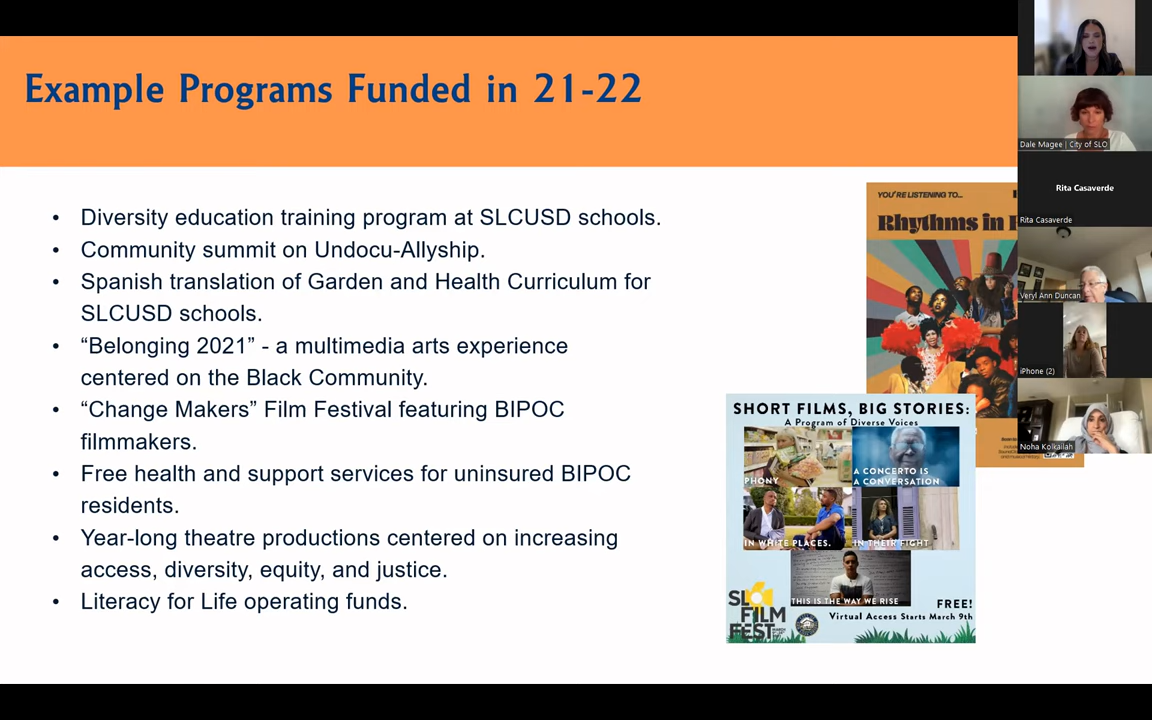 Example Programs Funded in 21-22
• Diversity education training program at SLCUSD schools.
• Community summit on Undocu-Allyship.
• Spanish translation of Garden and Health Curriculum for
SLCUSD schools.
• “Belonging 2021” - a multimedia arts experience
centered on the Black Community.
• “Change Makers” Film Festival featuring BIPOC
filmmakers.
• Free health and support services for uninsured BIPOC
residents.
• Year-long theatre productions centered on increasing
access, diversity, equity, and justice.
• Literacy for Life operating funds.
YOU'RE LISTENING TO...
Rhythms in
SHORT FILMS, BIG STORIES:
A Program of Diverse Voices
PHONY
A CONCERTO IS
A CONVERSATION
IN WHITE PLACES.
IN THEIR FIGHT
THIS IS THE WAY WE RISE
SLO
FILM
FEST
FREE!
Virtual Access Starts March 9th
Dale Magee | City of SLO
Rita Casaverde
Rita Casaverde
Veryl Ann Duncan
iPhone (2)
Noha Kolkailah